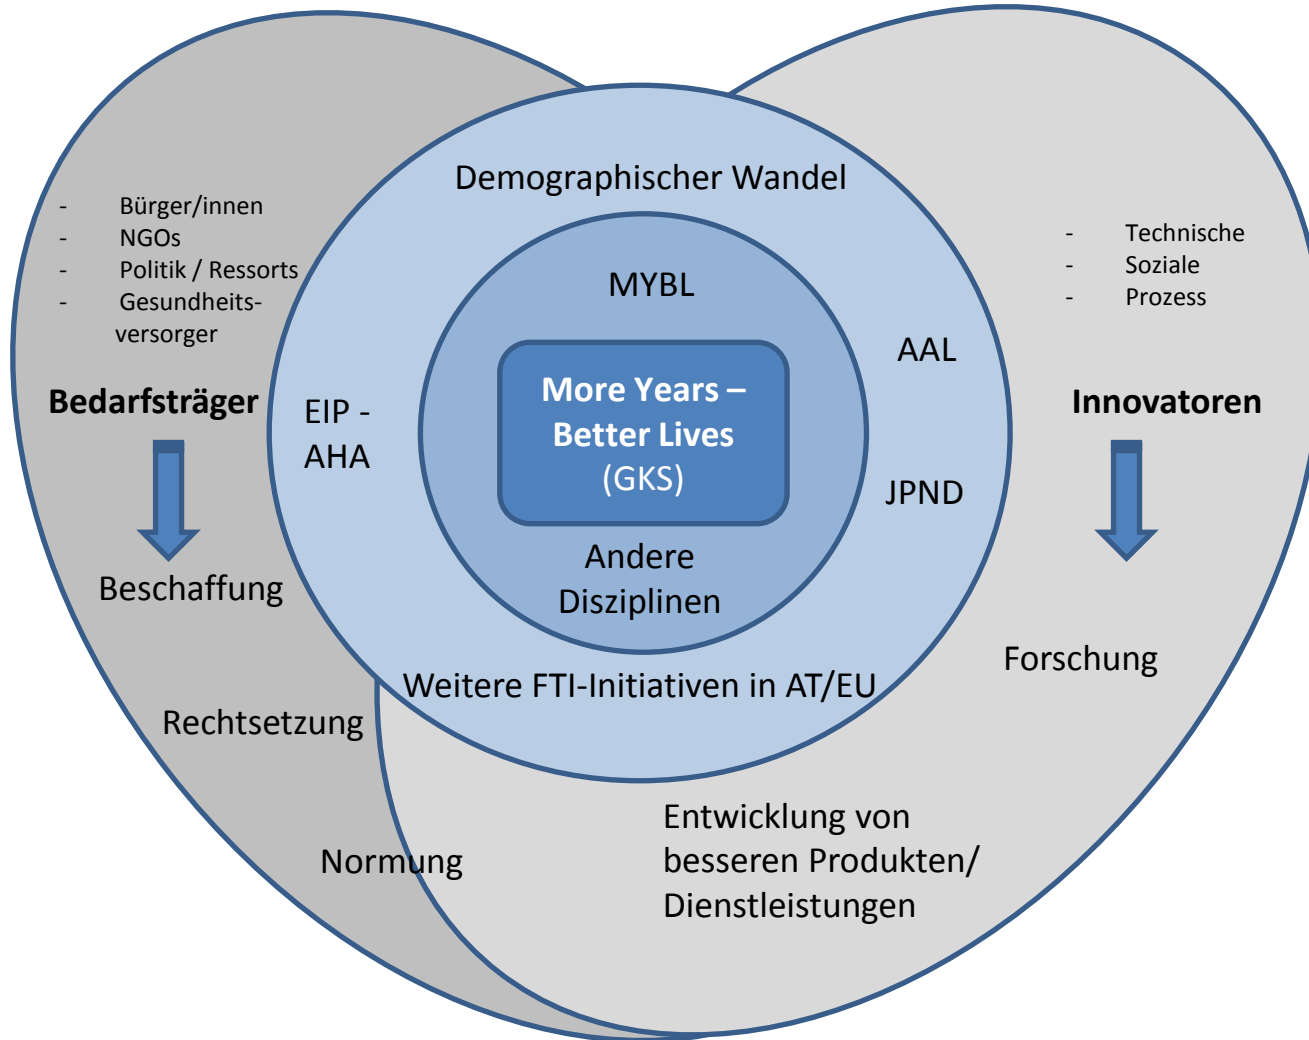 Demographischer Wandel
- Bürger/innen
- NGOs
- Politik / Ressorts
- Gesundheits-
versorger
Bedarfsträger
Beschaffung
Rechtsetzung
Normung
MYBL
More Years –
Better Lives
(GKS)
Andere
Disziplinen
EIP -
AHA
AAL
JPND
Weitere FTI-Initiativen in AT/EU
- Technische
- Soziale
- Prozess
Innovatoren
Forschung
Entwicklung von
besseren Produkten/
Dienstleistungen